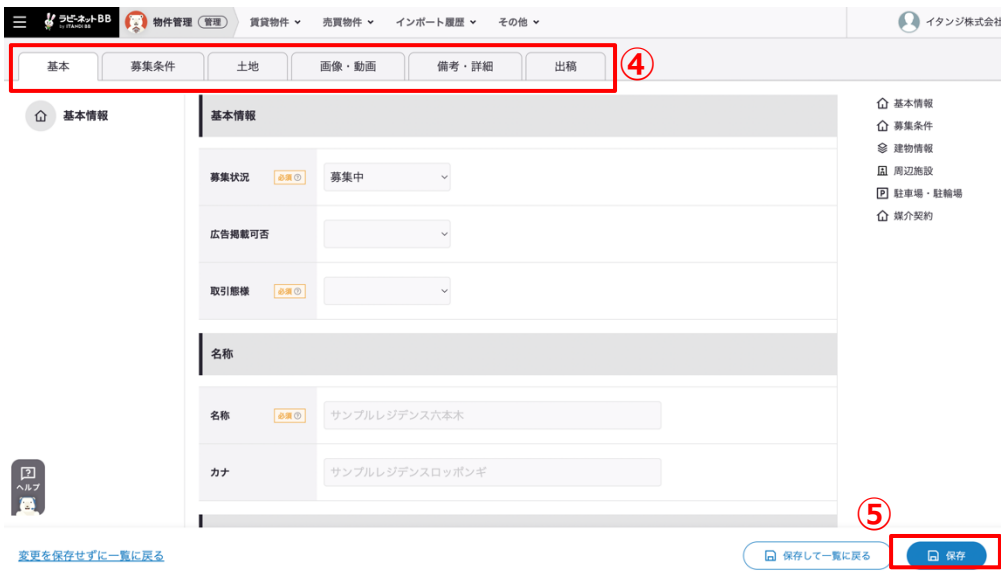 ラビーネットBB
by ITANDI BB
物件管理 管理
賃貸物件
売買物件
インポート履歴
その他
イタンジ株式会社
基本
募集条件
土地
画像・動画
備考・詳細
出稿
④
基本情報
基本情報
募集状況 必須
募集中
広告掲載可否
取引態様 必須
名称
名称 必須
サンプルレジデンス六本木
カナ
サンプルレジデンスロッポンギ
基本情報
募集条件
建物情報
周辺施設
P 駐車場・駐輪場
媒介契約
?
ヘルプ
⑤
変更を保存せずに一覧に戻る
保存して一覧に戻る
保存